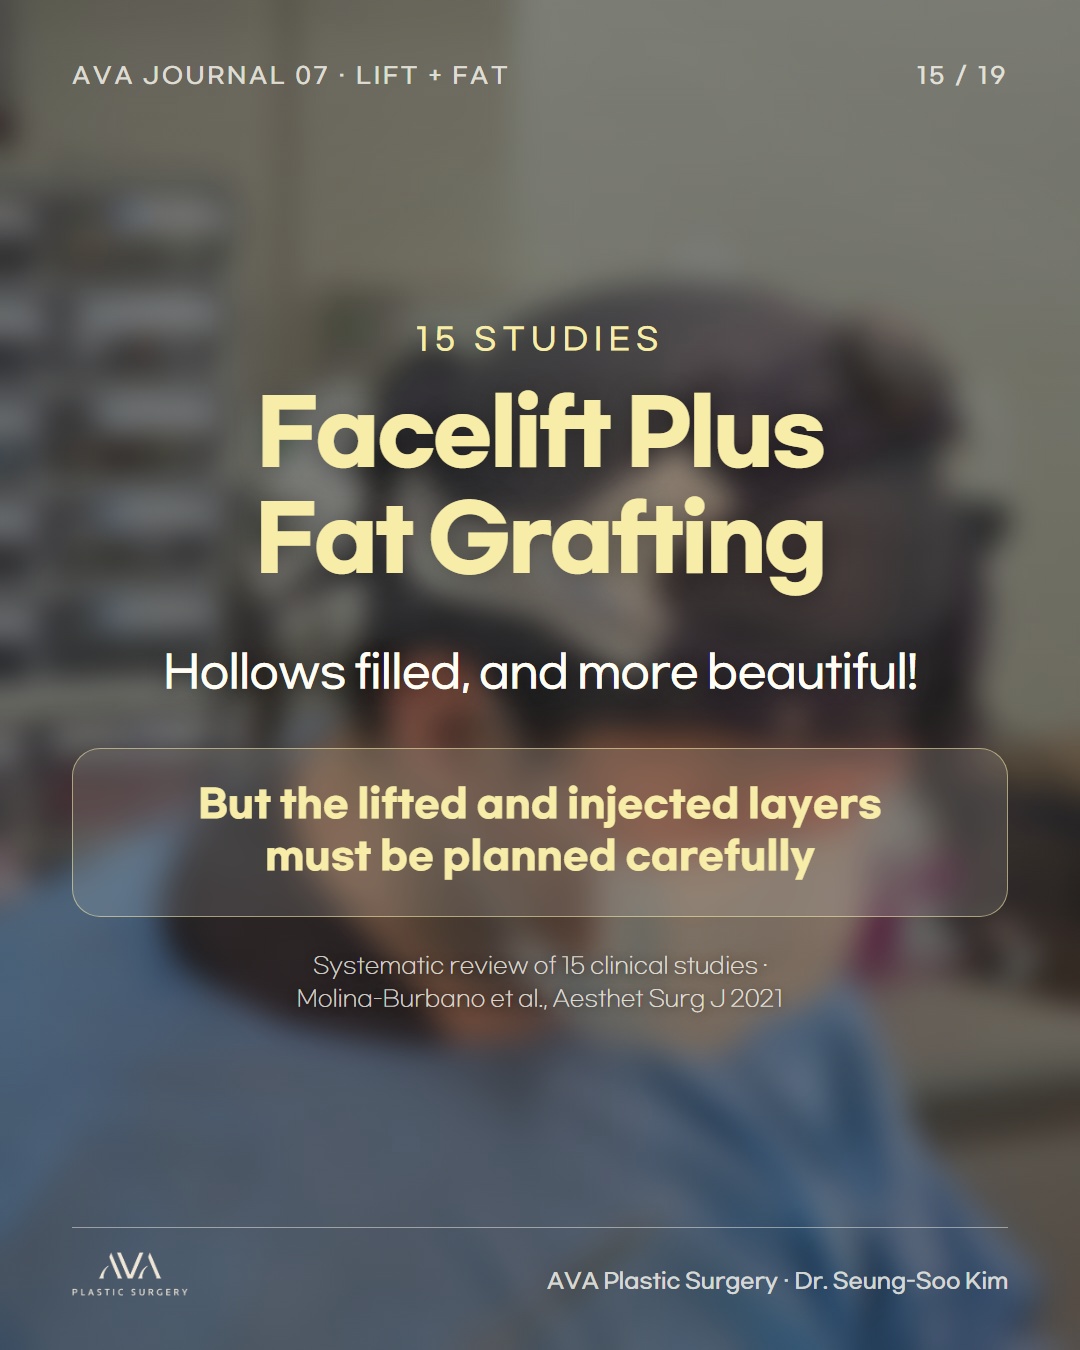 AVA JOURNAL 07 · LIFT + FAT
15 / 19
15 STUDIES
Facelift Plus
Fat Grafting
Hollows filled, and more beautiful!
But the lifted and injected layers
must be planned carefully
Systematic review of 15 clinical studies ·
Molina-Burbano et al., Aesthet Surg J 2021
AVA
PLASTIC SURGERY
AVA Plastic Surgery · Dr. Seung-Soo Kim